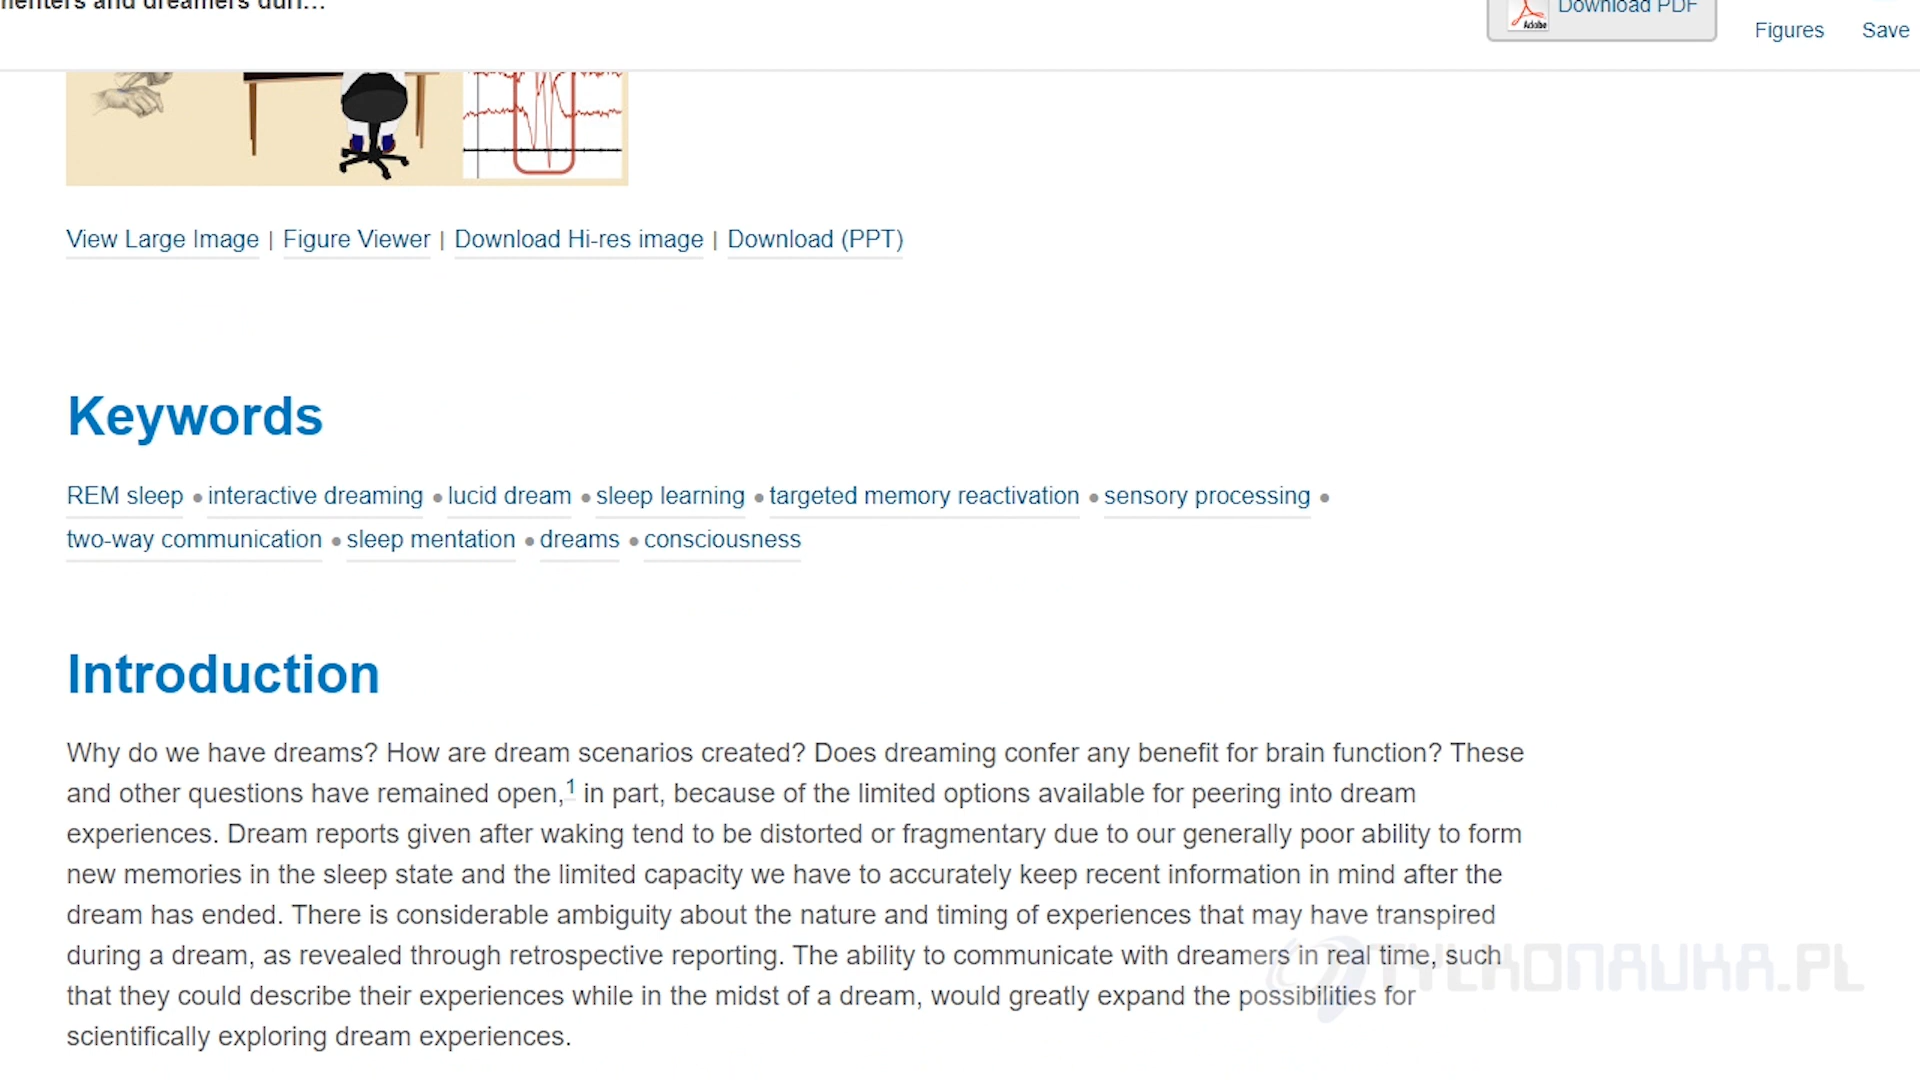 menters and dreamers duri...
Download PDF
Adobe
Figures
Save
View Large Image | Figure Viewer | Download Hi-res image | Download (PPT)
Keywords
REM sleep • interactive dreaming • lucid dream • sleep learning • targeted memory reactivation • sensory processing •
two-way communication • sleep mentation • dreams • consciousness
Introduction
Why do we have dreams? How are dream scenarios created? Does dreaming confer any benefit for brain function? These
and other questions have remained open,1 in part, because of the limited options available for peering into dream
experiences. Dream reports given after waking tend to be distorted or fragmentary due to our generally poor ability to form
new memories in the sleep state and the limited capacity we have to accurately keep recent information in mind after the
dream has ended. There is considerable ambiguity about the nature and timing of experiences that may have transpired
during a dream, as revealed through retrospective reporting. The ability to communicate with dreamers in real time, such
that they could describe their experiences while in the midst of a dream, would greatly expand the possibilities for
scientifically exploring dream experiences.
TYLKONAUKA.PL